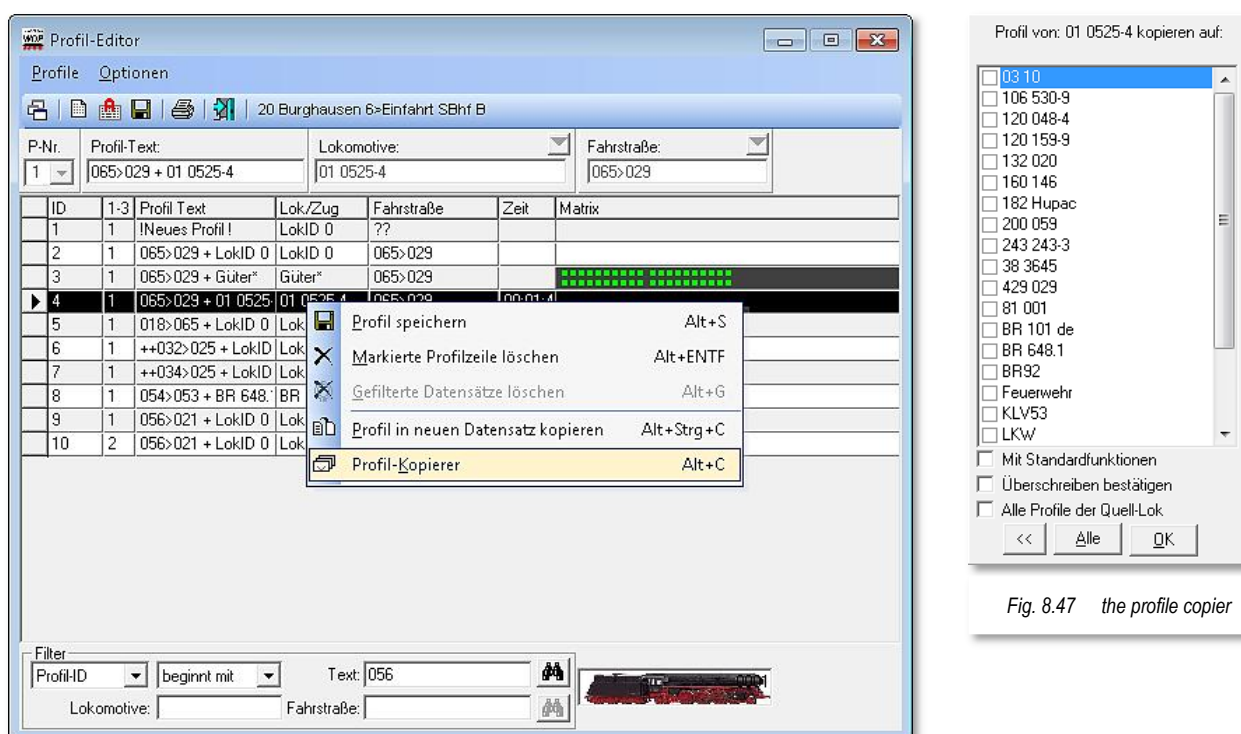 Profil-Editor
Profile Optionen
20 Burghausen 6>Einfahrt SBhf B
P-Nr. Profil-Text: Lokomotive: Fahrstraße:
1 065>029 + 01 0525-4 01 0525-4 065>029
ID 1-3 Profil Text Lok/Zug Fahrstraße Zeit Matrix
1 1 !Neues Profil ! LokID 0 ??
2 1 065>029 + LokID 0 LokID 0 065>029
3 1 065>029 + Güter* Güter* 065>029
4 1 065>029 + 01 0525- 01 0525-4 065>029 00:01:4
5 1 018>065 + LokID 0 Lok
6 1 ++032>025 + LokID Lok
7 1 ++034>025 + LokID Lok
8 1 054>053 + BR 648. BR
9 1 056>021 + LokID 0 Lok
10 2 056>021 + LokID 0 Lok
Profil speichern Alt+S
Markierte Profilzeile löschen Alt+ENTF
Gefilterte Datensätze löschen Alt+G
Profil in neuen Datensatz kopieren Alt+Strg+C
Profil-Kopierer Alt+C
Filter
Profil-ID beginnt mit Text: 056
Lokomotive: Fahrstraße:
Profil von: 01 0525-4 kopieren auf:
03 10
106 530-9
120 048-4
120 159-9
132 020
160 146
182 Hupac
200 059
243 243-3
38 3645
429 029
81 001
BR 101 de
BR 648.1
BR92
Feuerwehr
KLV53
LKW
Mit Standardfunktionen
Überschreiben bestätigen
Alle Profile der Quell-Lok
<< Alle OK
Fig. 8.47 the profile copier